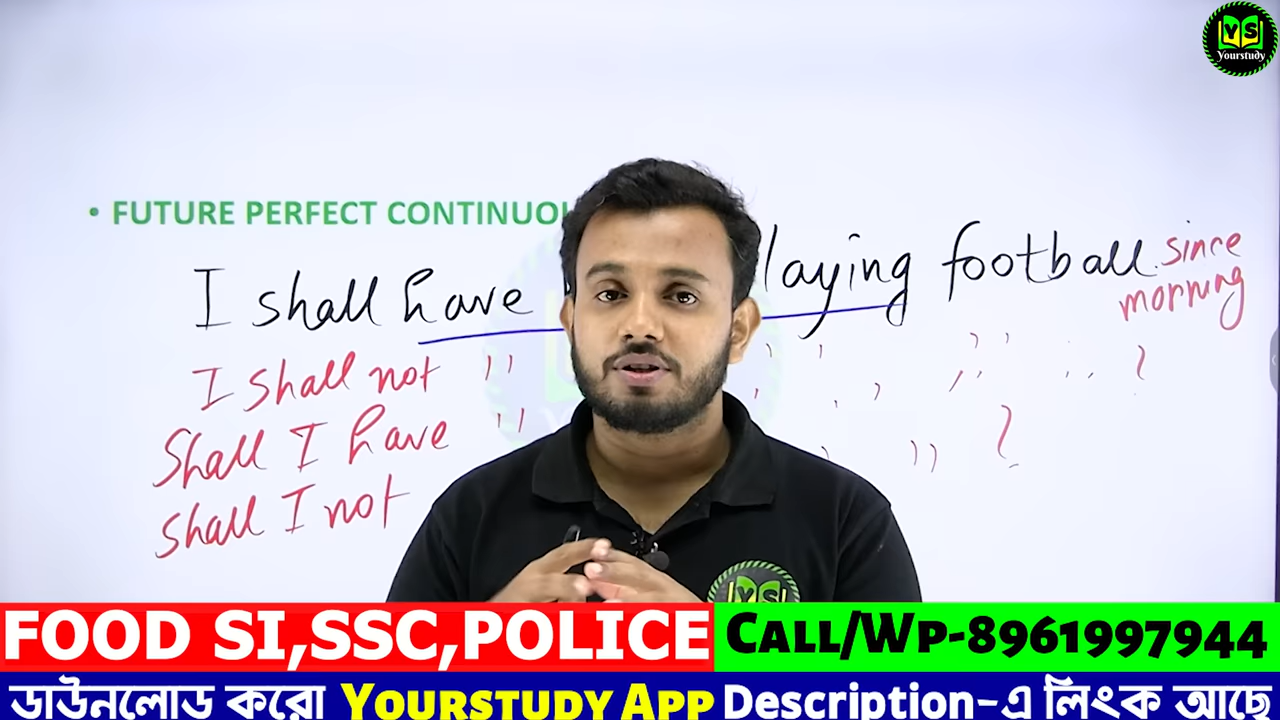 YS
Yourstudy
• FUTURE PERFECT CONTINUOU
I shall have laying football since
morning
I shall not " " " ?
Shall I have " " ?
Shall I not
YS
FOOD SI,SSC,POLICE CALL/WP-8961997944
ডাউনলোড করো YOURSTUDY APP Description-এ লিংক আছে